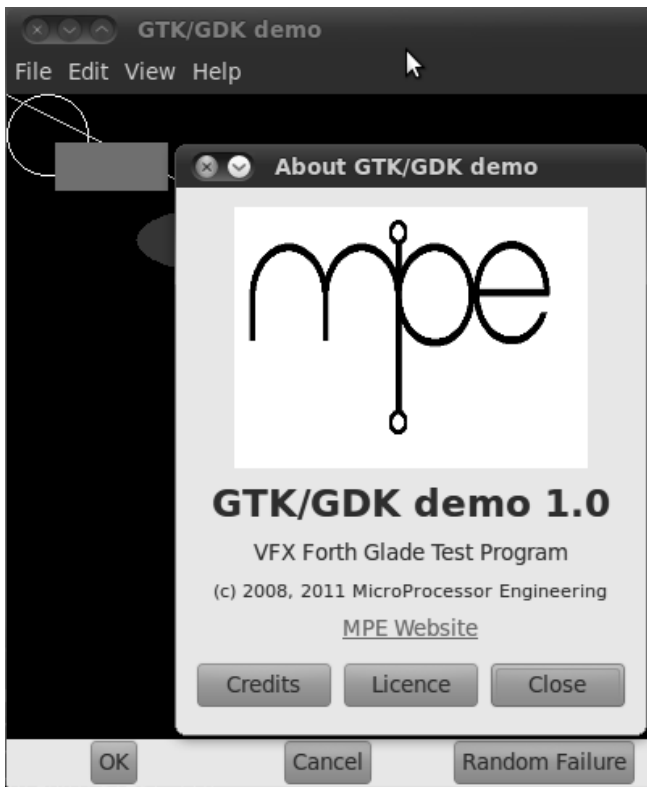 GTK/GDK demo
File Edit View Help
About GTK/GDK demo
mpe
GTK/GDK demo 1.0
VFX Forth Glade Test Program
(c) 2008, 2011 MicroProcessor Engineering
MPE Website
Credits Licence Close
OK Cancel Random Failure